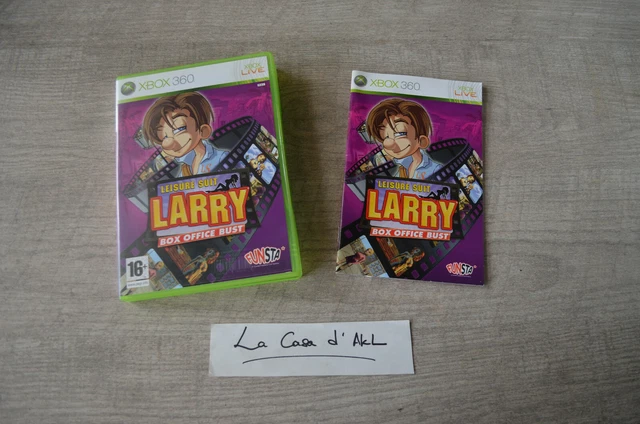 XBOX 360
XBOX
LIVE
LEISURE SUIT
LARRY
BOX OFFICE BUST
16+
FUNSTA
XBOX 360
LIVE
LEISURE SUIT
LARRY
BOX OFFICE BUST
FUNSTA
La Casa d'AkL